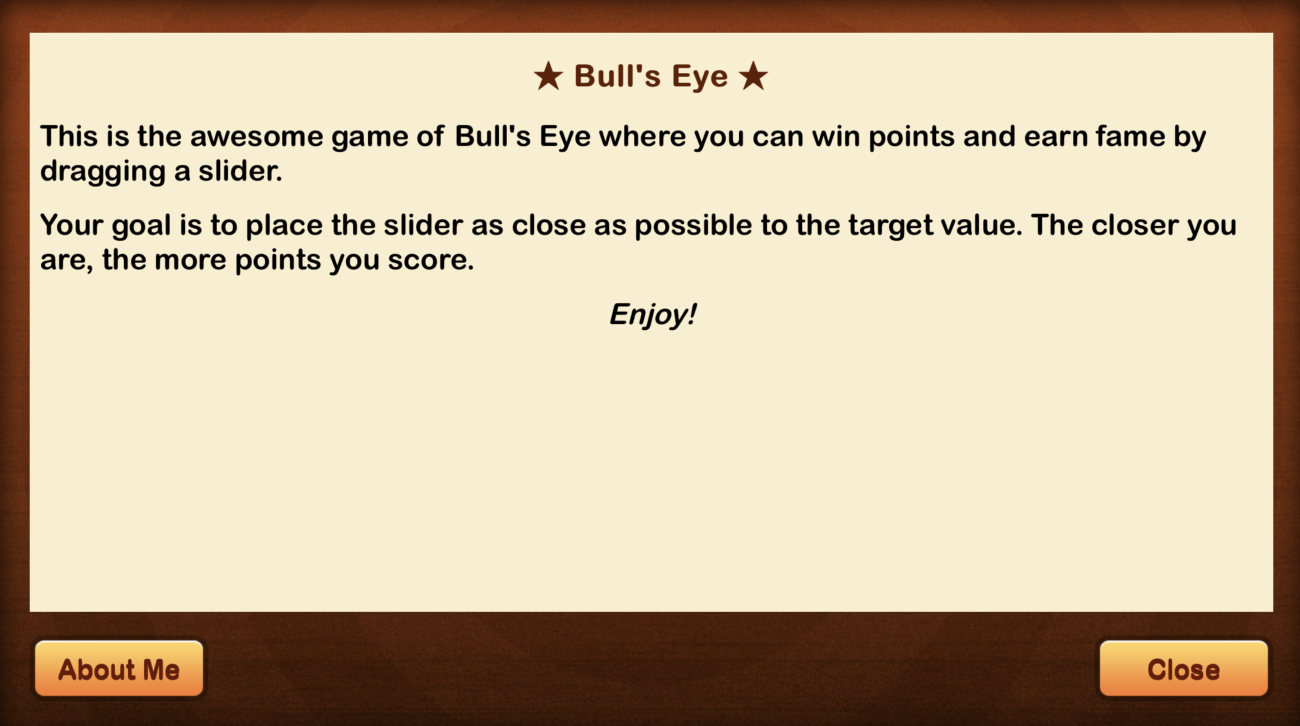 ★ Bull's Eye ★
This is the awesome game of Bull's Eye where you can win points and earn fame by
dragging a slider.
Your goal is to place the slider as close as possible to the target value. The closer you
are, the more points you score.
Enjoy!
About Me
Close